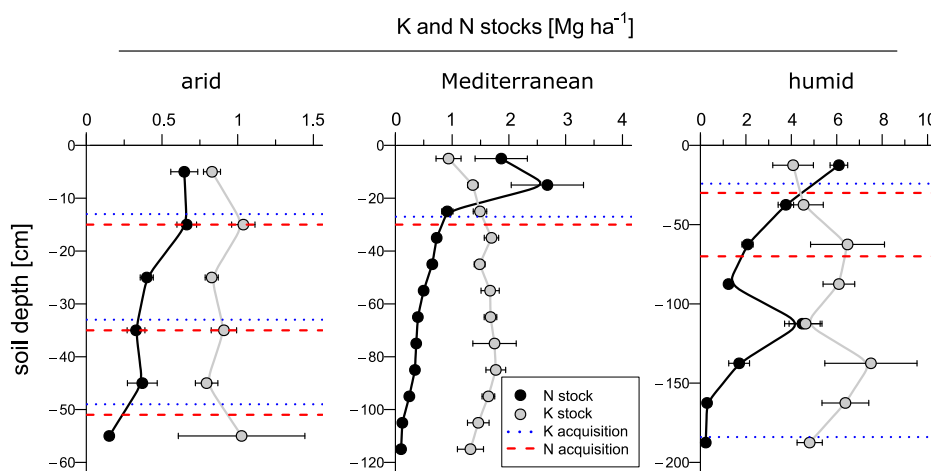 K and N stocks [Mg ha⁻¹]
arid
Mediterranean
humid
0 0.5 1 1.5
0 1 2 3 4
0 2 4 6 8 10
soil depth [cm]
0
−10
−20
−30
−40
−50
−60
0
−20
−40
−60
−80
−100
−120
0
−50
−100
−150
−200
N stock
K stock
K acquisition
N acquisition